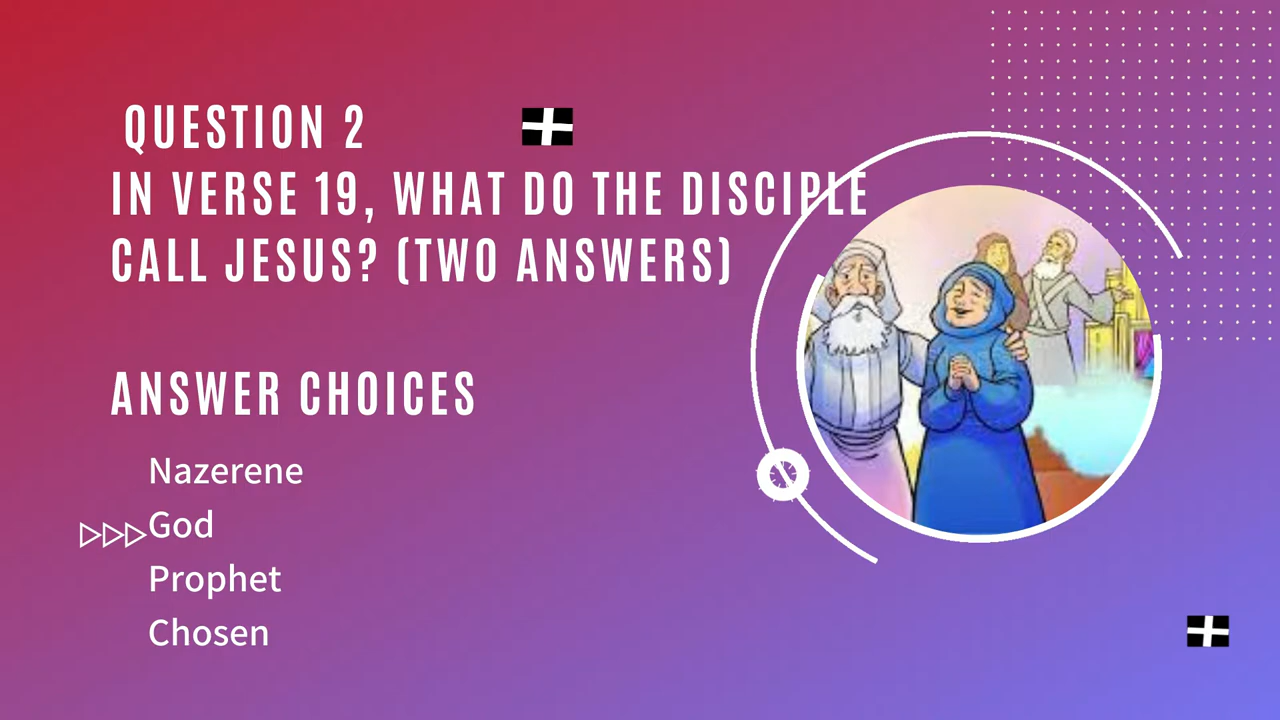 QUESTION 2
IN VERSE 19, WHAT DO THE DISCIPLE
CALL JESUS? (TWO ANSWERS)
ANSWER CHOICES
Nazerene
God
Prophet
Chosen